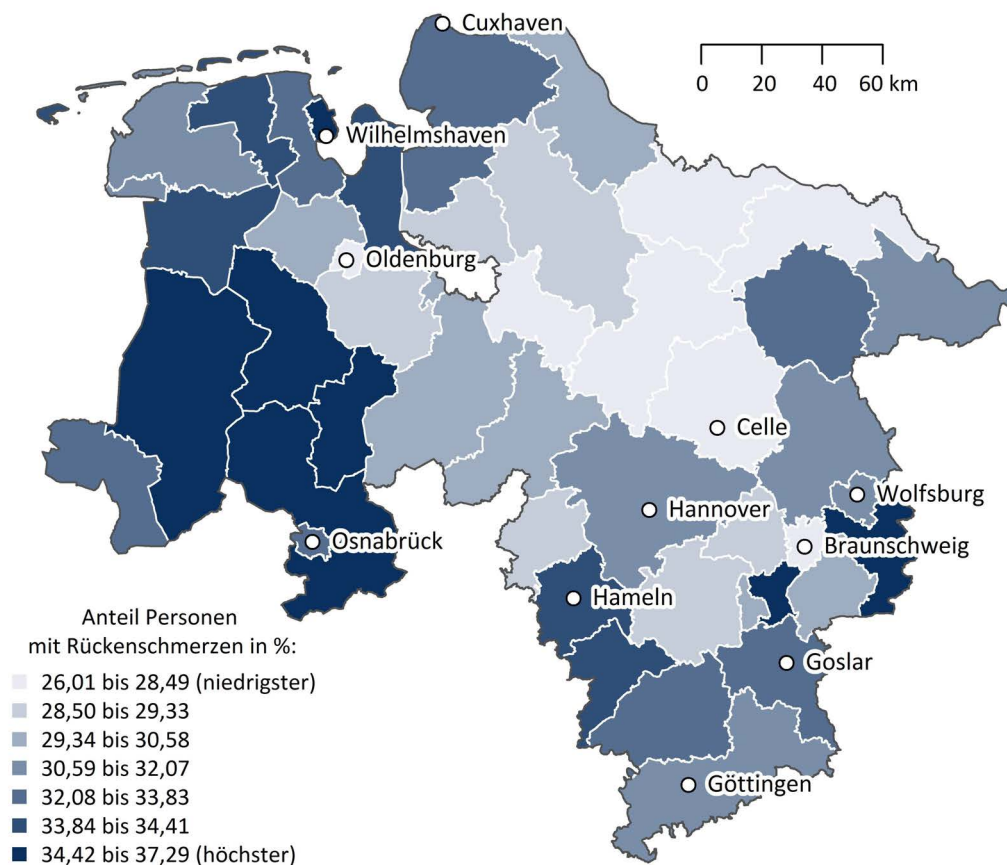 Cuxhaven
0 20 40 60 km
Wilhelmshaven
Oldenburg
Celle
Wolfsburg
Hannover
Osnabrück
Braunschweig
Hameln
Goslar
Göttingen
Anteil Personen
mit Rückenschmerzen in %:
26,01 bis 28,49 (niedrigster)
28,50 bis 29,33
29,34 bis 30,58
30,59 bis 32,07
32,08 bis 33,83
33,84 bis 34,41
34,42 bis 37,29 (höchster)